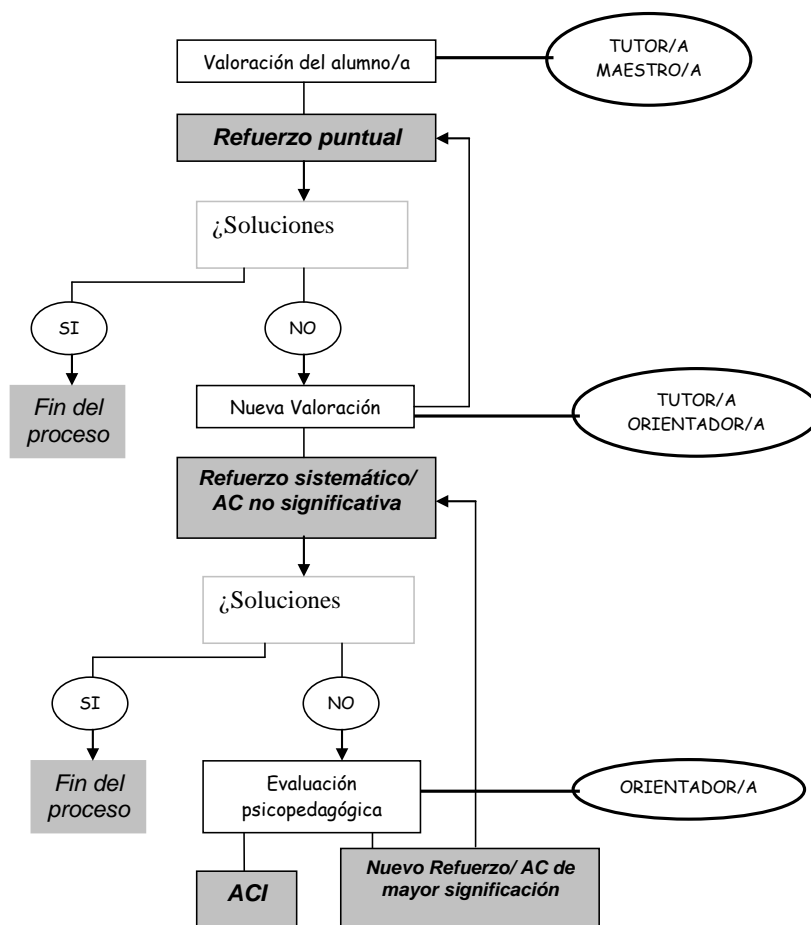 Valoración del alumno/a
TUTOR/A
MAESTRO/A
Refuerzo puntual
¿Soluciones
SI
NO
Fin del
proceso
Nueva Valoración
TUTOR/A
ORIENTADOR/A
Refuerzo sistemático/
AC no significativa
¿Soluciones
SI
NO
Fin del
proceso
Evaluación
psicopedagógica
ORIENTADOR/A
ACI
Nuevo Refuerzo/ AC de
mayor significación